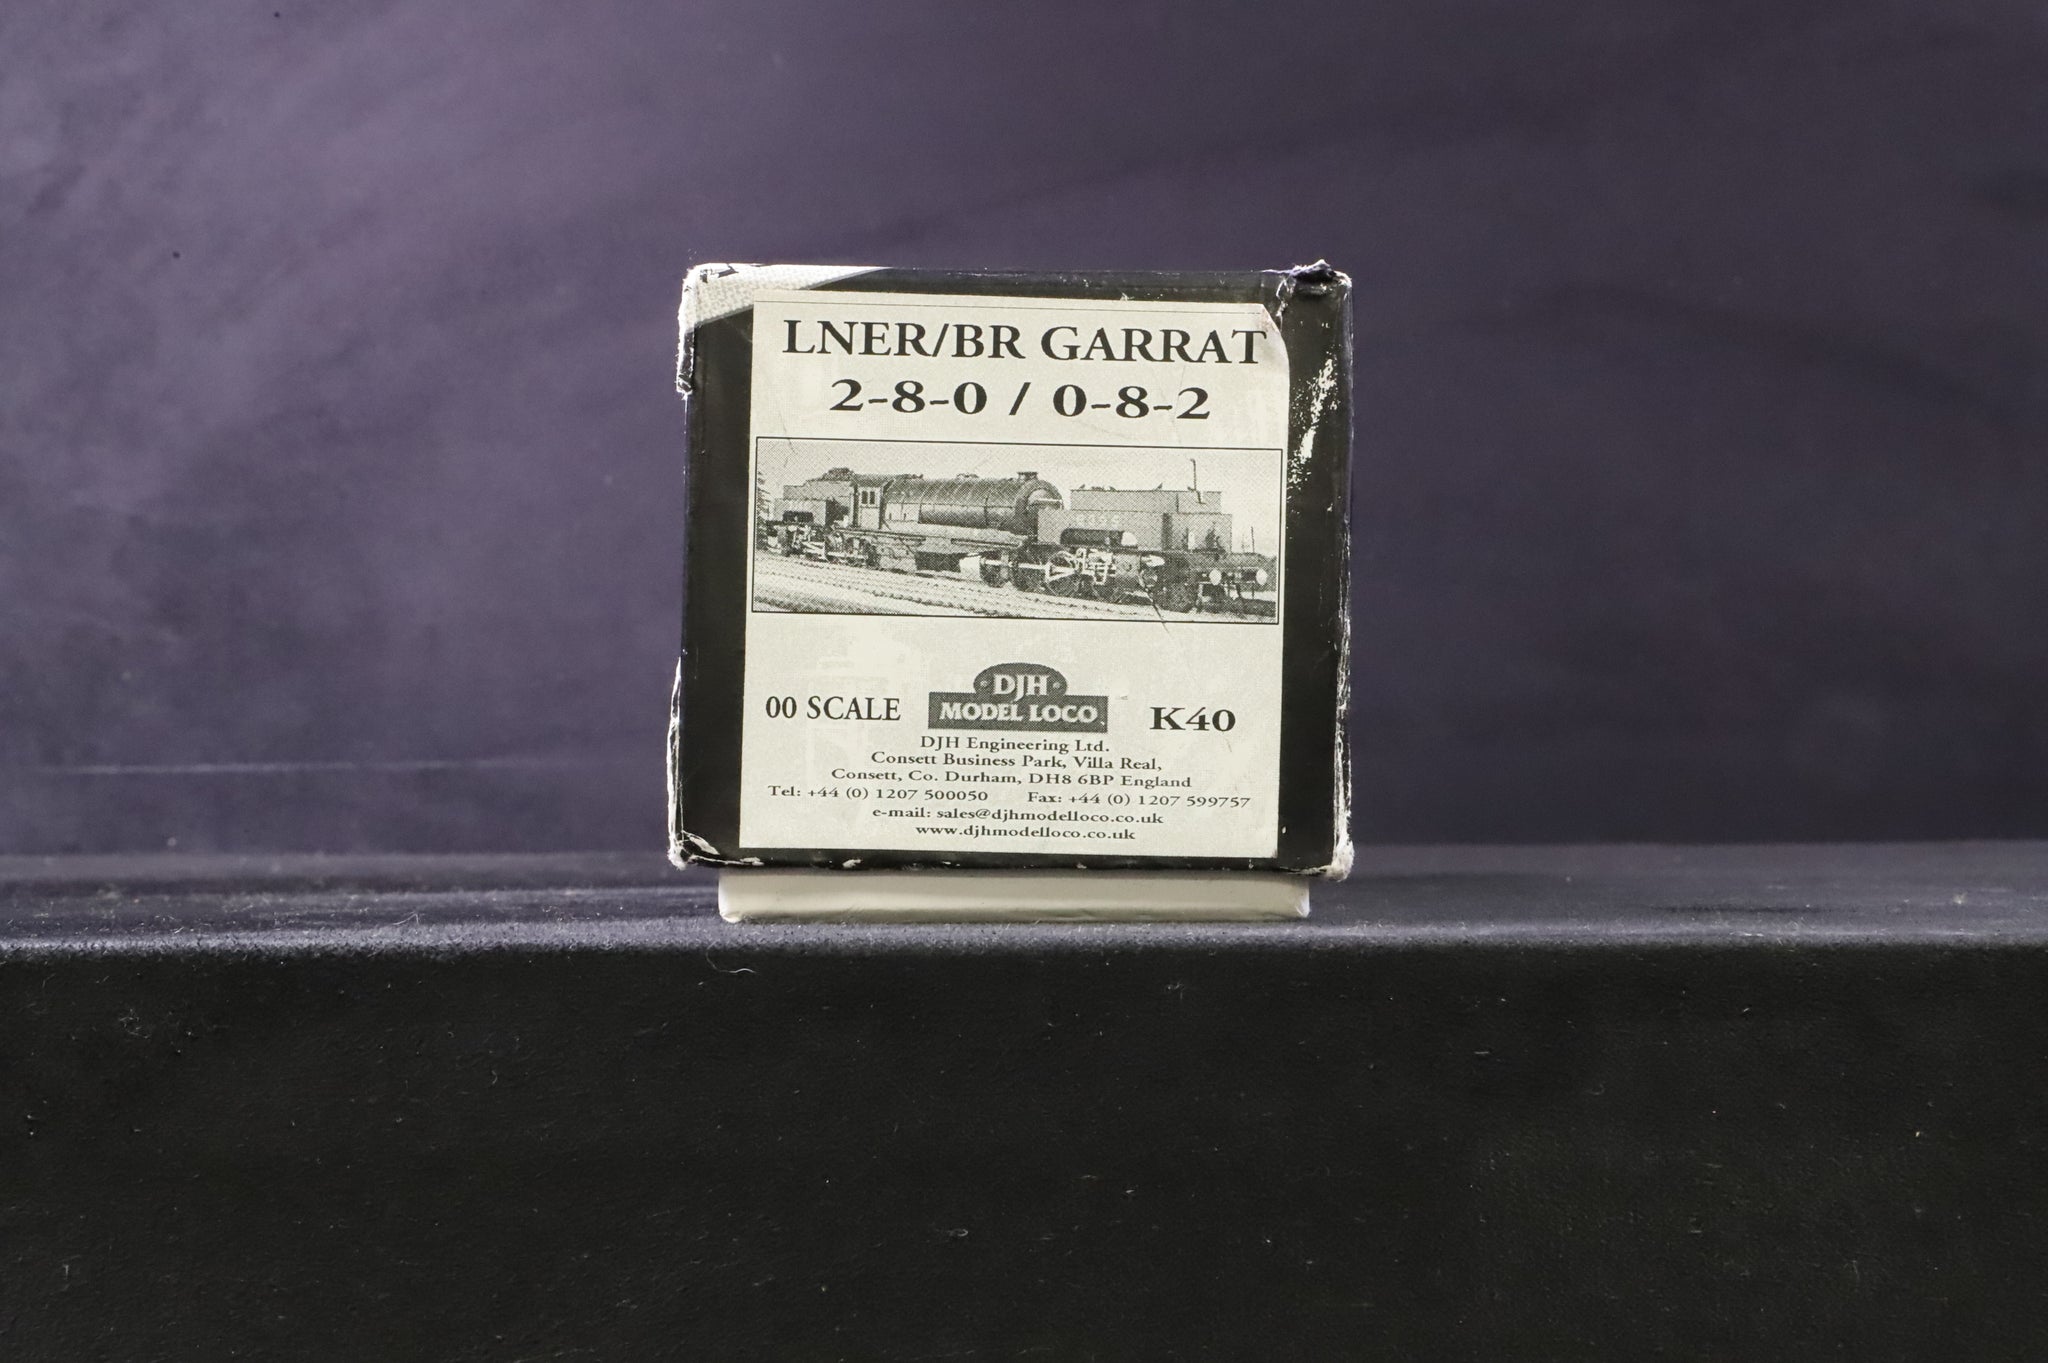 LNER/BR GARRAT
2-8-0 / 0-8-2
00 SCALE
DJH
MODEL LOCO
K40
DJH Engineering Ltd.
Consett Business Park, Villa Real,
Consett, Co. Durham, DH8 6BP England
Tel: +44 (0) 1207 500050 Fax: +44 (0) 1207 599757
e-mail: sales@djhmodelloco.co.uk
www.djhmodelloco.co.uk